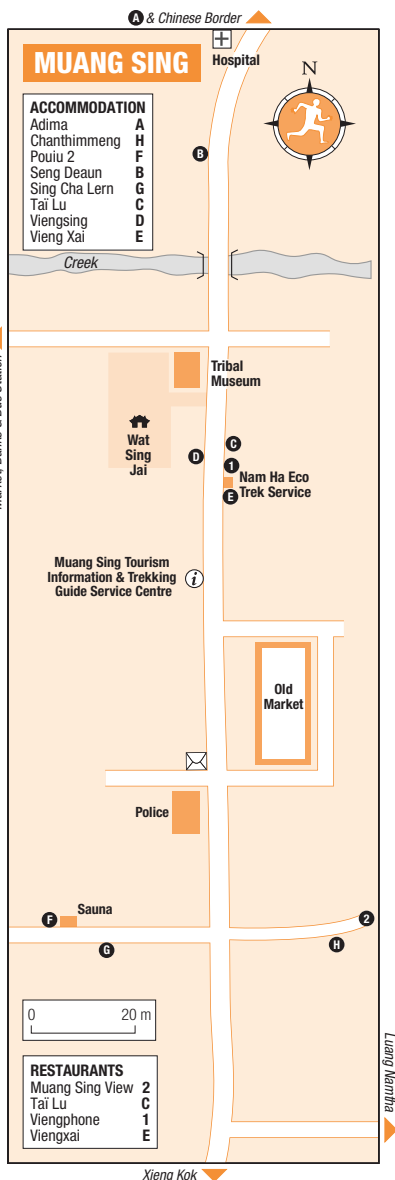 A & Chinese Border
MUANG SING
Hospital
N
ACCOMMODATION
Adima A
Chanthimmeng H
Pouiu 2 F
Seng Deaun B
Sing Cha Lern G
Taï Lu C
Viengsing D
Vieng Xai E
B
Creek
Tribal
Museum
Wat
Sing
Jai
D
C
1
Nam Ha Eco
Trek Service
E
Muang Sing Tourism
Information & Trekking
Guide Service Centre
i
Old
Market
Police
Sauna
F
G
2
H
0 20 m
RESTAURANTS
Muang Sing View 2
Taï Lu C
Viengphone 1
Viengxai E
Luang Namtha
Xieng Kok